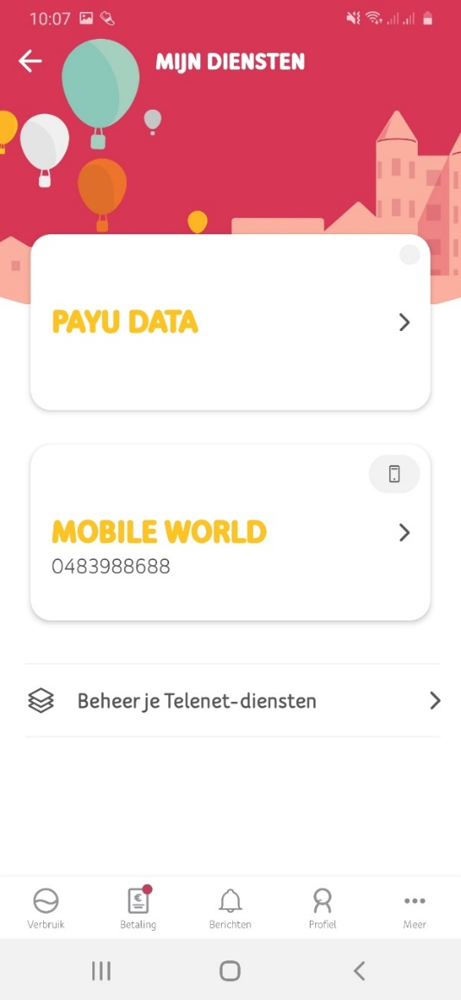 10:07
MIJN DIENSTEN
PAYU DATA
MOBILE WORLD
0483988688
Beheer je Telenet-diensten
Verbruik
Betaling
Berichten
Profiel
Meer